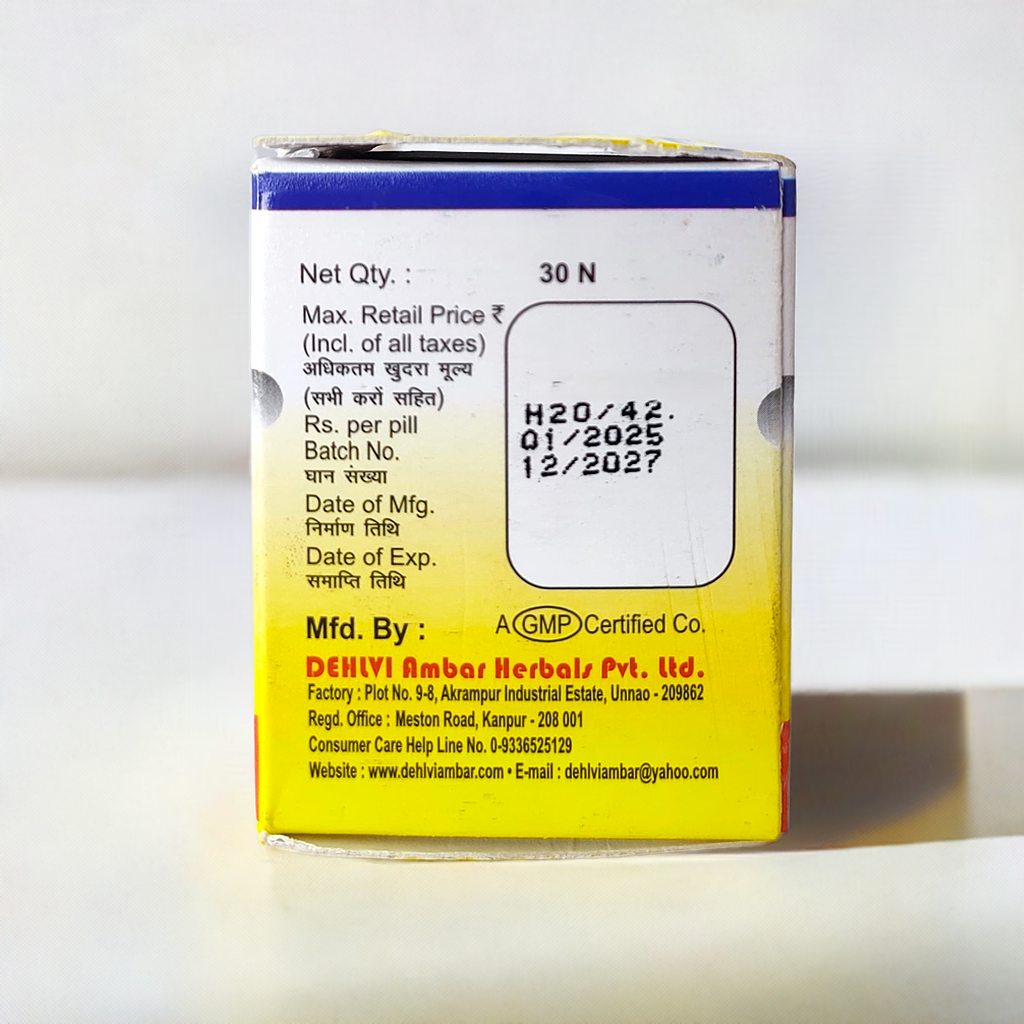 Net Qty. : 30 N
Max. Retail Price ₹
(Incl. of all taxes)
अधिकतम खुदरा मूल्य
(सभी करों सहित)
Rs. per pill
Batch No.
घान संख्या
Date of Mfg.
निर्माण तिथि
Date of Exp.
समाप्ति तिथि
H20/42.
01/2025
12/2027
Mfd. By : A GMP Certified Co.
DEHLVI Ambar Herbals Pvt. Ltd.
Factory : Plot No. 9-8, Akrampur Industrial Estate, Unnao - 209862
Regd. Office : Meston Road, Kanpur - 208 001
Consumer Care Help Line No. 0-9336525129
Website : www.dehlviambar.com • E-mail : dehlviambar@yahoo.com